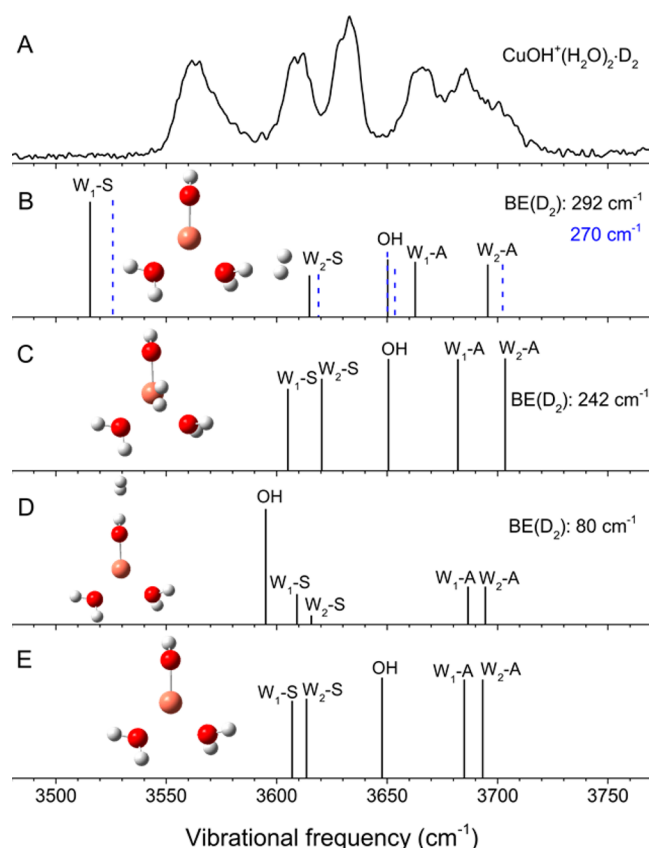 A
CuOH⁺(H₂O)₂·D₂
B
W₁-S
W₂-S
OH
W₁-A
W₂-A
BE(D₂): 292 cm⁻¹
270 cm⁻¹
C
W₁-S
W₂-S
OH
W₁-A
W₂-A
BE(D₂): 242 cm⁻¹
D
OH
W₁-S
W₂-S
W₁-A
W₂-A
BE(D₂): 80 cm⁻¹
E
W₁-S
W₂-S
OH
W₁-A
W₂-A
3500 3550 3600 3650 3700 3750
Vibrational frequency (cm⁻¹)